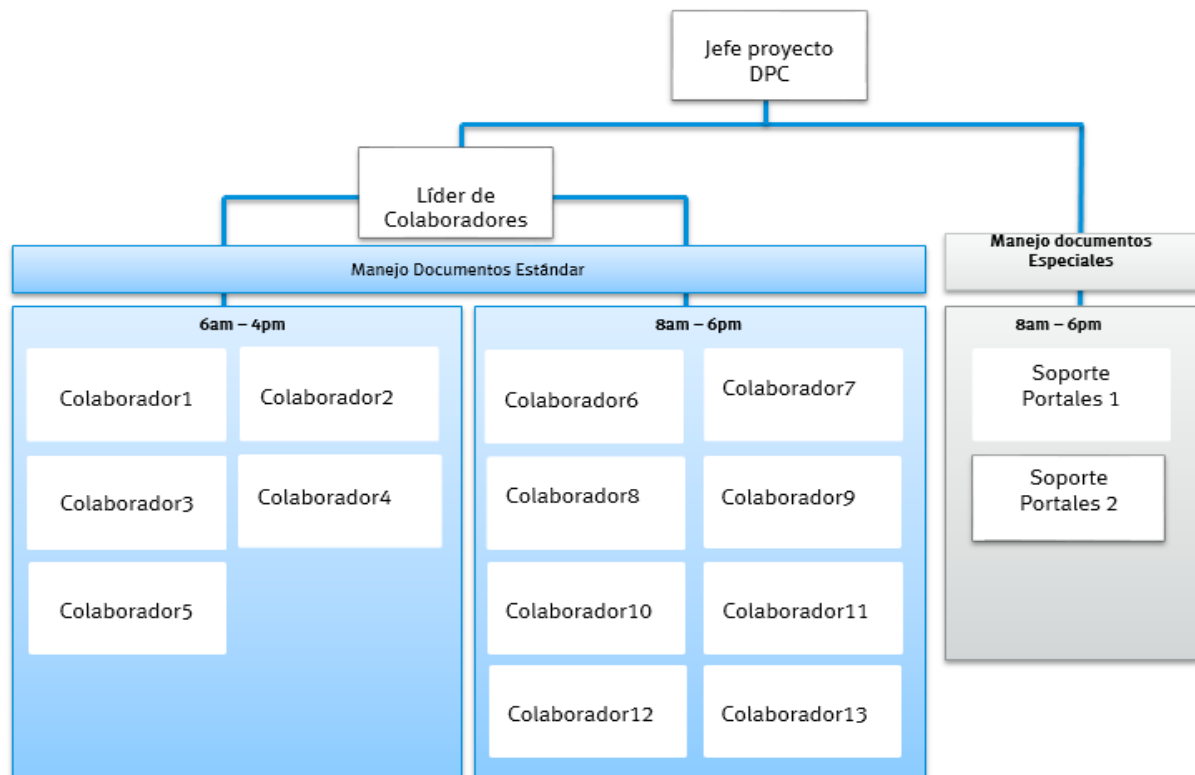 Jefe proyecto
DPC
Líder de
Colaboradores
Manejo Documentos Estándar
Manejo documentos
Especiales
6am – 4pm
8am – 6pm
8am – 6pm
Colaborador1
Colaborador2
Colaborador3
Colaborador4
Colaborador5
Colaborador6
Colaborador7
Colaborador8
Colaborador9
Colaborador10
Colaborador11
Colaborador12
Colaborador13
Soporte
Portales 1
Soporte
Portales 2